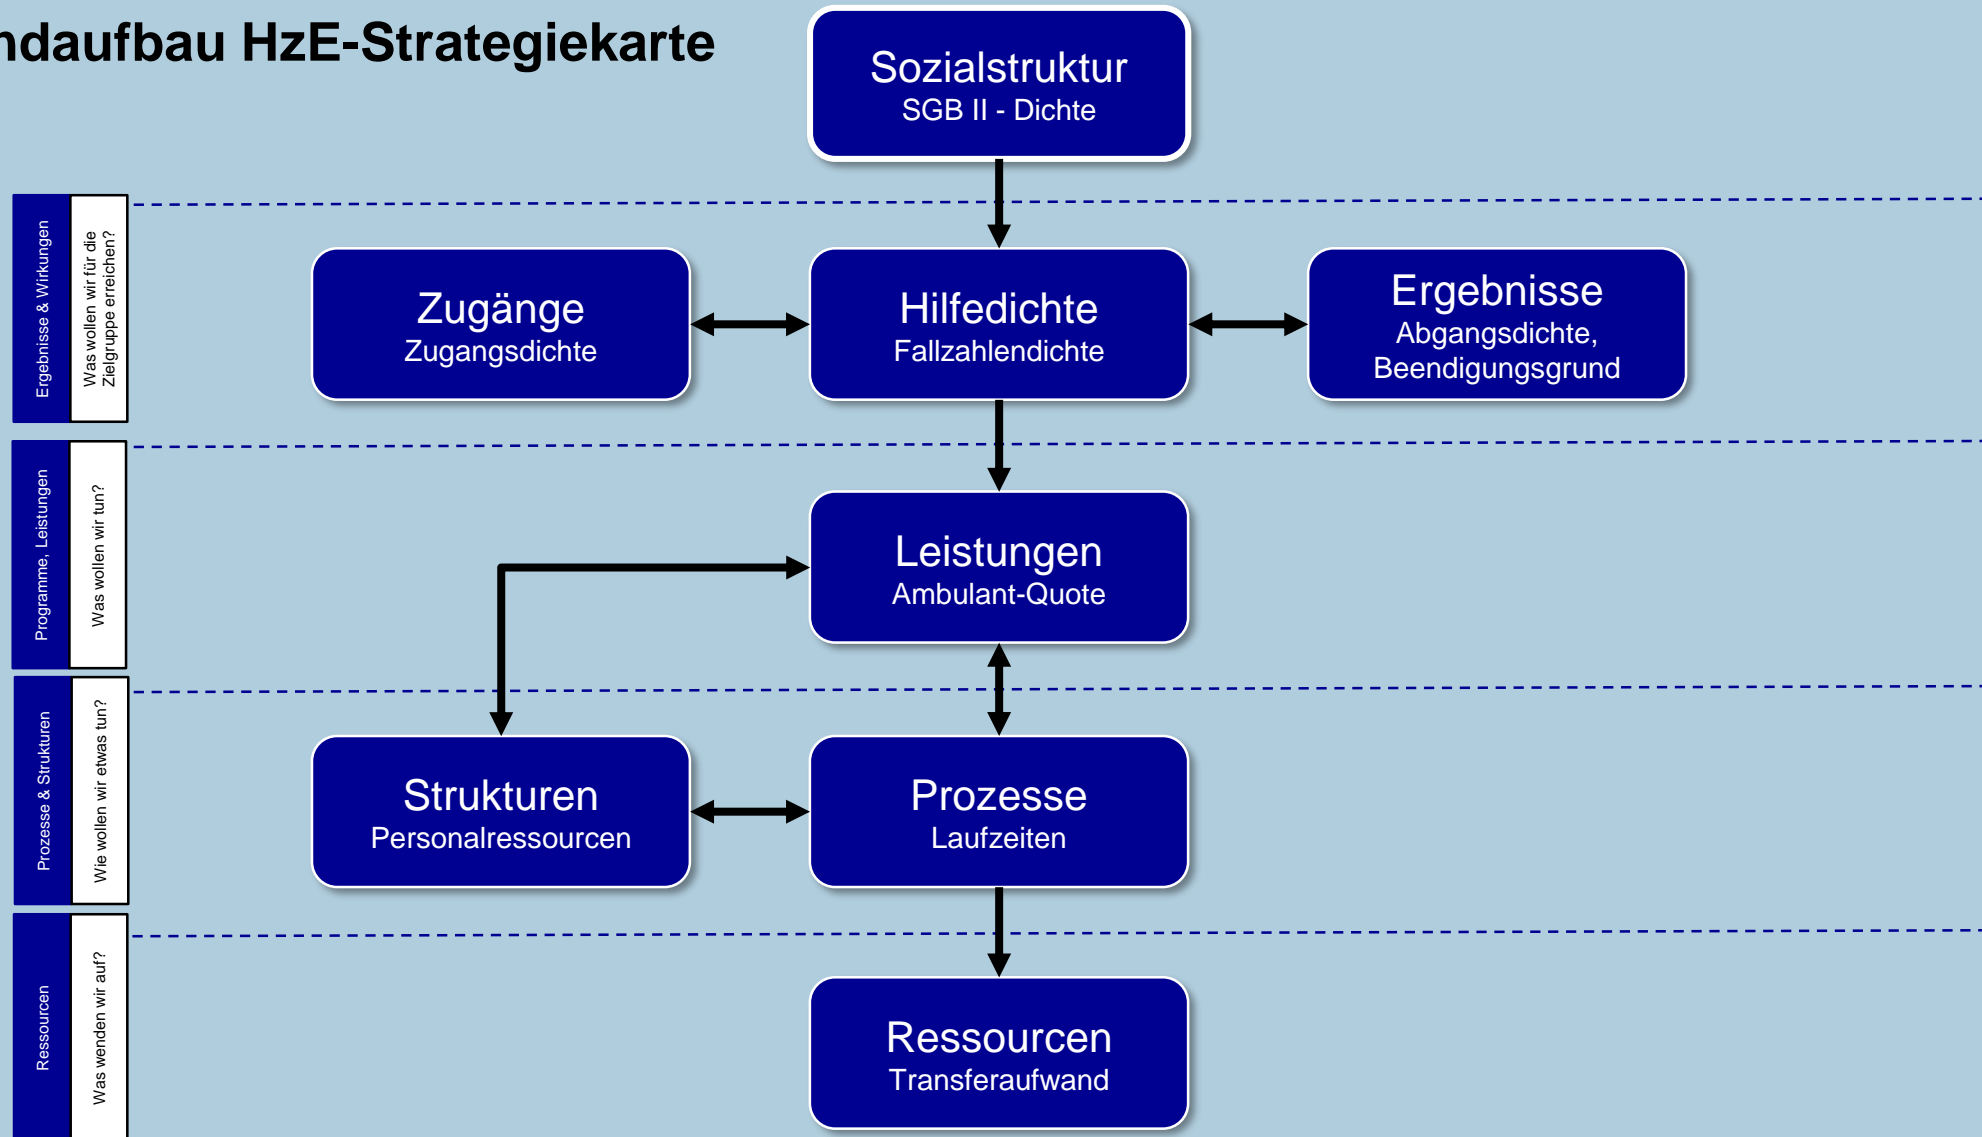 ndaufbau HzE-Strategiekarte
Sozialstruktur
SGB II - Dichte
Ergebnisse & Wirkungen
Was wollen wir für die
Zielgruppe erreichen?
Zugänge
Zugangsdichte
Hilfedichte
Fallzahlendichte
Ergebnisse
Abgangsdichte,
Beendigungsgrund
Programme, Leistungen
Was wollen wir tun?
Leistungen
Ambulant-Quote
Prozesse & Strukturen
Wie wollen wir etwas tun?
Strukturen
Personalressourcen
Prozesse
Laufzeiten
Ressourcen
Was wenden wir auf?
Ressourcen
Transferaufwand